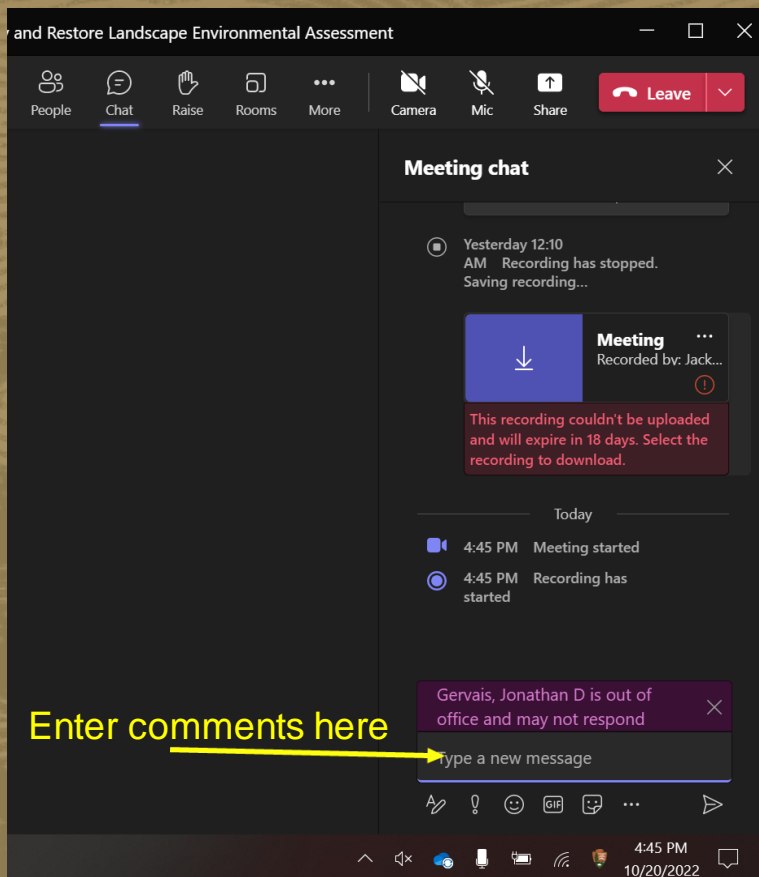 and Restore Landscape Environmental Assessment
People
Chat
Raise
Rooms
More
Camera
Mic
Share
Leave
Meeting chat
Yesterday 12:10
AM Recording has stopped.
Saving recording...
Meeting
Recorded by: Jack...
This recording couldn't be uploaded
and will expire in 18 days. Select the
recording to download.
Today
4:45 PM Meeting started
4:45 PM Recording has
started
Gervais, Jonathan D is out of
office and may not respond
Enter comments here
Type a new message
GIF
4:45 PM
10/20/2022